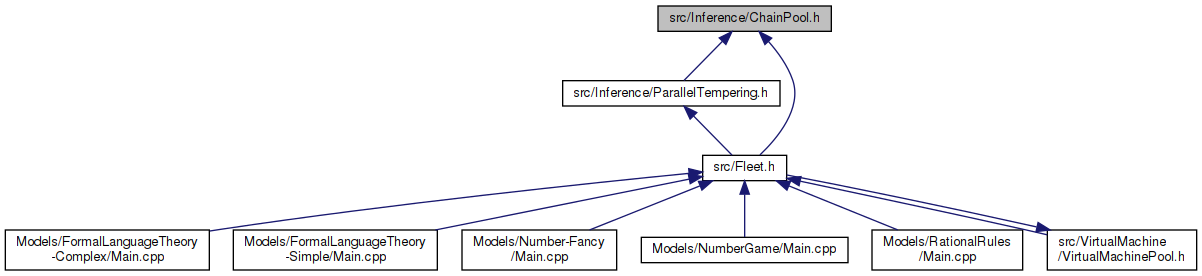 src/Inference/ChainPool.h
src/Inference/ParallelTempering.h
src/Fleet.h
Models/FormalLanguageTheory
-Complex/Main.cpp
Models/FormalLanguageTheory
-Simple/Main.cpp
Models/Number-Fancy
/Main.cpp
Models/NumberGame/Main.cpp
Models/RationalRules
/Main.cpp
src/VirtualMachine
/VirtualMachinePool.h